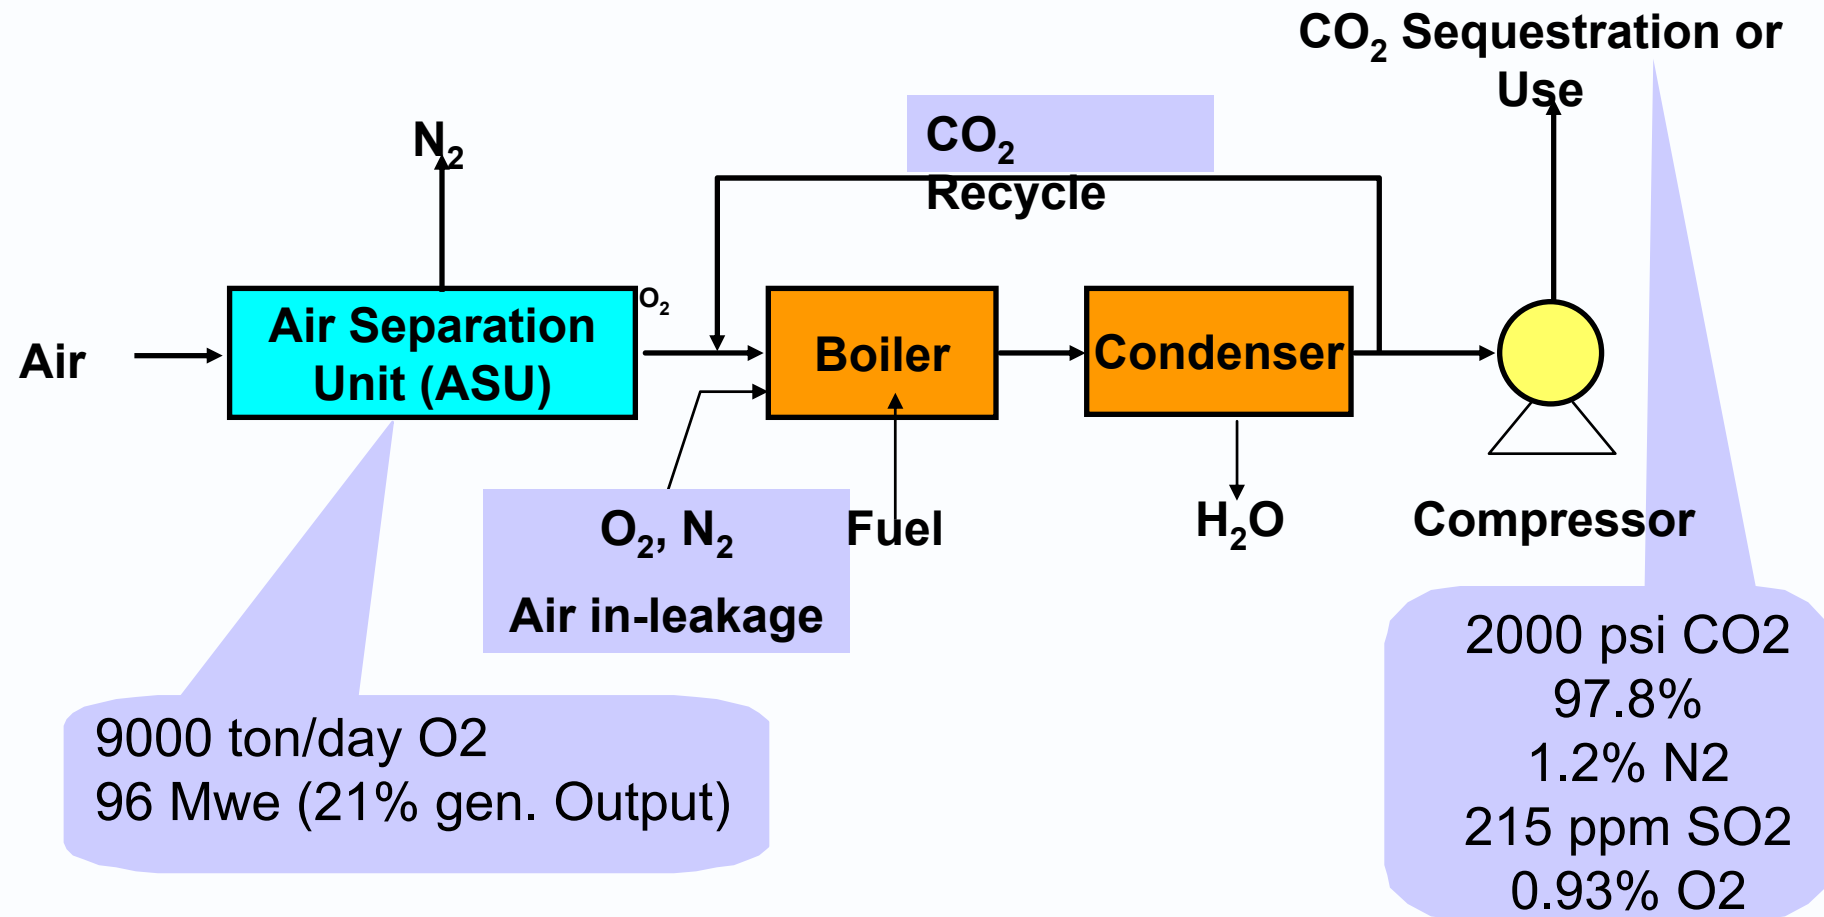 CO₂ Sequestration or
Use
CO₂
Recycle
N₂
O₂
Air
Air Separation
Unit (ASU)
Boiler
Condenser
O₂, N₂
Air in-leakage
Fuel
H₂O
Compressor
9000 ton/day O2
96 Mwe (21% gen. Output)
2000 psi CO2
97.8%
1.2% N2
215 ppm SO2
0.93% O2